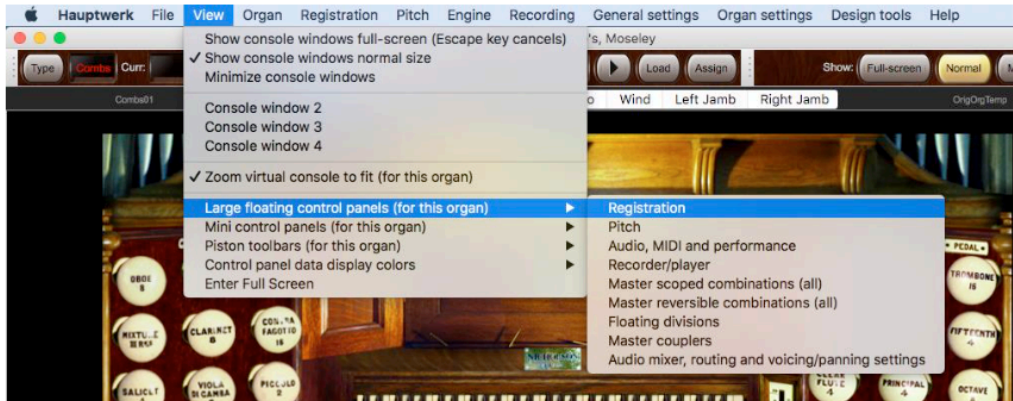 Hauptwerk File View Organ Registration Pitch Engine Recording General settings Organ settings Design tools Help
's, Moseley
Show console windows full-screen (Escape key cancels)
✓ Show console windows normal size
Minimize console windows
Console window 2
Console window 3
Console window 4
✓ Zoom virtual console to fit (for this organ)
Large floating control panels (for this organ)
Mini control panels (for this organ)
Piston toolbars (for this organ)
Control panel data display colors
Enter Full Screen
Type Combs Curr:
Load Assign Show: Full-screen Normal
Combs01
Wind Left Jamb Right Jamb OrigOrgTemp
Registration
Pitch
Audio, MIDI and performance
Recorder/player
Master scoped combinations (all)
Master reversible combinations (all)
Floating divisions
Master couplers
Audio mixer, routing and voicing/panning settings
OBOE
8
MIXTURE
CLARINET
8
CONTRA
FAGOTTO
16
SALICET
4
VIOLA
DI GAMBA
PICCOLO
2
NICHOLSON
PEDAL
TROMBONE
16
FIFTEENTH
4
FLUTE
4
PRINCIPAL
OCTAVE